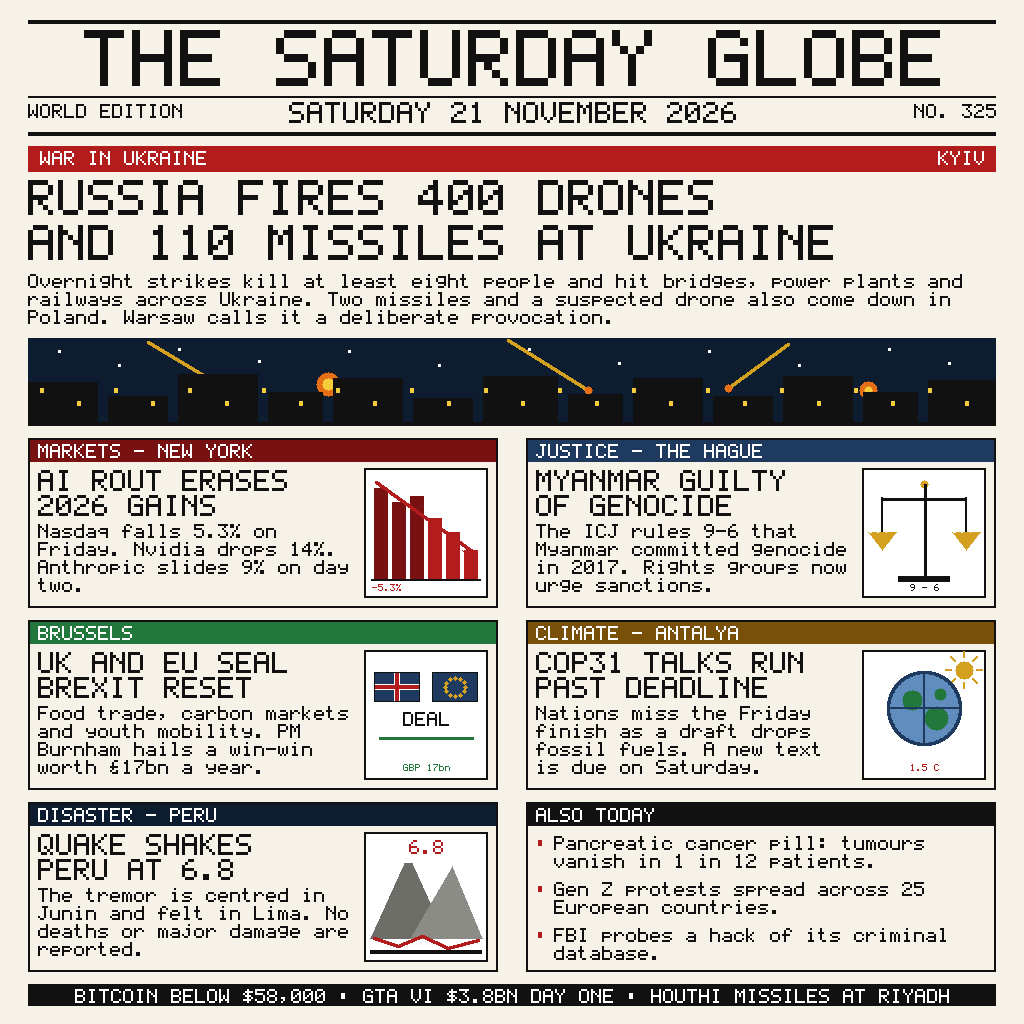 THE SATURDAY GLOBE
WORLD EDITION
SATURDAY 21 NOVEMBER 2026
NO. 325
WAR IN UKRAINE
KYIV
RUSSIA FIRES 400 DRONES
AND 110 MISSILES AT UKRAINE
Overnight strikes kill at least eight people and hit bridges, power plants and
railways across Ukraine. Two missiles and a suspected drone also come down in
Poland. Warsaw calls it a deliberate provocation.
MARKETS – NEW YORK
AI ROUT ERASES
2026 GAINS
Nasdaq falls 5.3% on
Friday. Nvidia drops 14%.
Anthropic slides 9% on day
two.
-5.3%
JUSTICE – THE HAGUE
MYANMAR GUILTY
OF GENOCIDE
The ICJ rules 9-6 that
Myanmar committed genocide
in 2017. Rights groups now
urge sanctions.
9 - 6
BRUSSELS
UK AND EU SEAL
BREXIT RESET
Food trade, carbon markets
and youth mobility. PM
Burnham hails a win-win
worth £17bn a year.
DEAL
GBP 17bn
CLIMATE – ANTALYA
COP31 TALKS RUN
PAST DEADLINE
Nations miss the Friday
finish as a draft drops
fossil fuels. A new text
is due on Saturday.
1.5 C
DISASTER – PERU
QUAKE SHAKES
PERU AT 6.8
The tremor is centred in
Junin and felt in Lima. No
deaths or major damage are
reported.
6.8
ALSO TODAY
Pancreatic cancer pill: tumours
vanish in 1 in 12 patients.
Gen Z protests spread across 25
European countries.
FBI probes a hack of its criminal
database.
BITCOIN BELOW $58,000 ▪ GTA VI $3.8BN DAY ONE ▪ HOUTHI MISSILES AT RIYADH